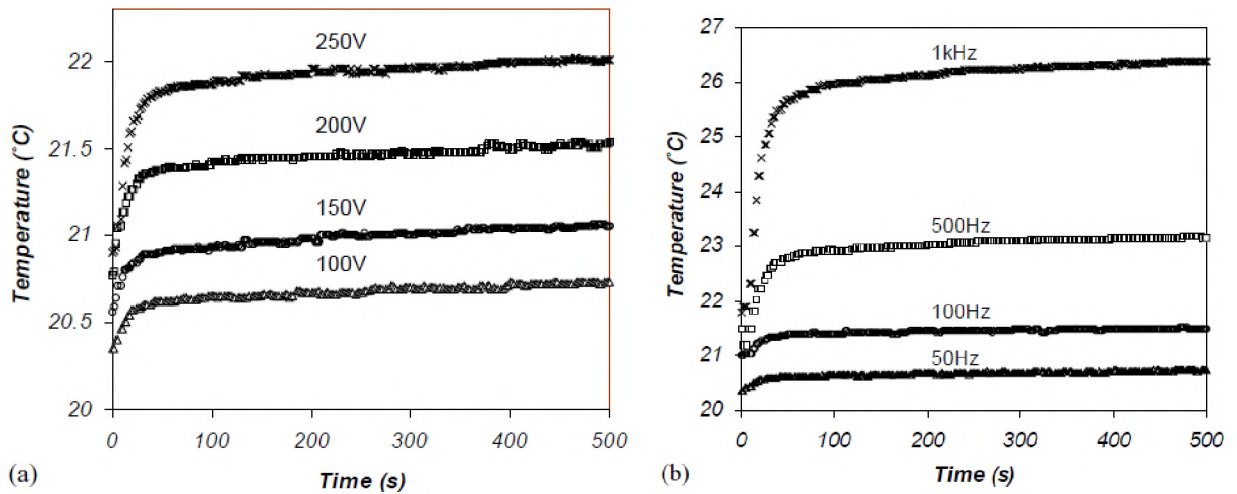 250V
22
200V
21.5
Temperature (˚C)
150V
21
100V
20.5
20
0 100 200 300 400 500
(a)
Time (s)
27
1kHz
26
25
24
Temperature (˚C)
500Hz
23
22
100Hz
21
50Hz
20
0 100 200 300 400 500
(b)
Time (s)